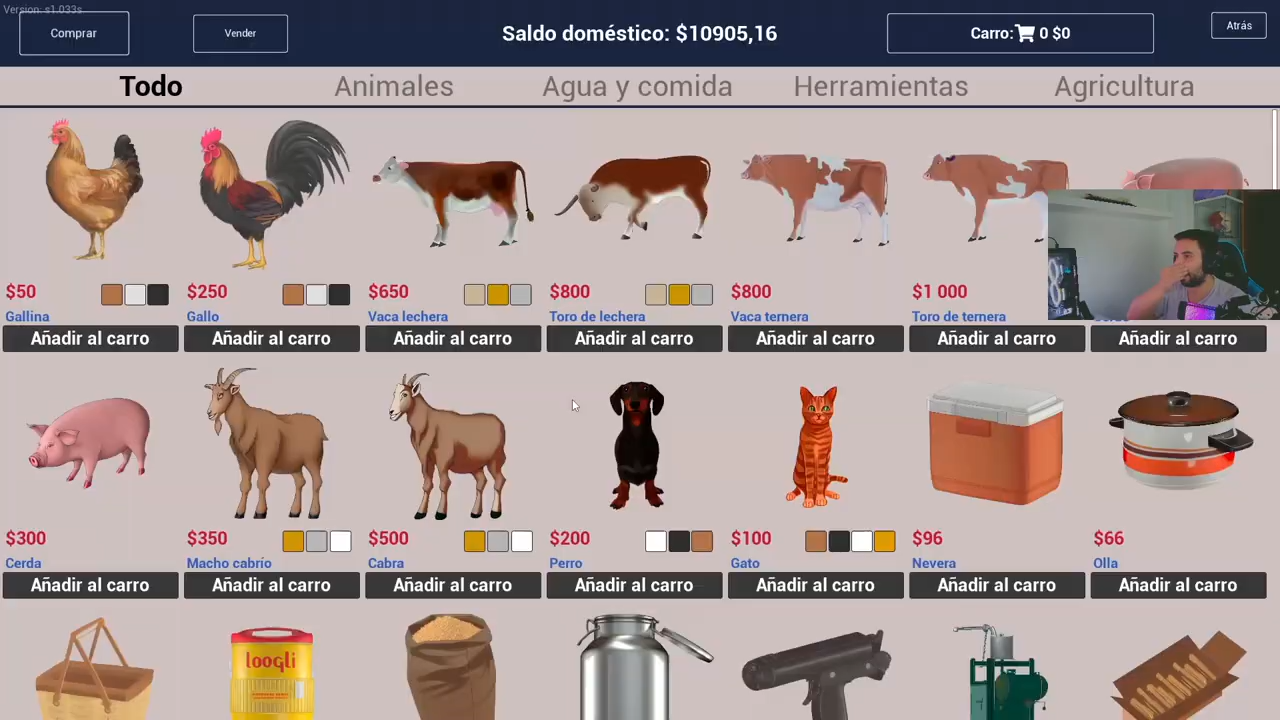 Version: s1.033s
Comprar
Vender
Saldo doméstico: $10905,16
Carro: 0 $0
Atrás
Todo
Animales
Agua y comida
Herramientas
Agricultura
$50
$250
$650
$800
$800
$1 000
Gallina
Gallo
Vaca lechera
Toro de lechera
Vaca ternera
Toro de ternera
Añadir al carro
Añadir al carro
Añadir al carro
Añadir al carro
Añadir al carro
Añadir al carro
Añadir al carro
$300
$350
$500
$200
$100
$96
$66
Cerda
Macho cabrío
Cabra
Perro
Gato
Nevera
Olla
Añadir al carro
Añadir al carro
Añadir al carro
Añadir al carro
Añadir al carro
Añadir al carro
Añadir al carro
loogli